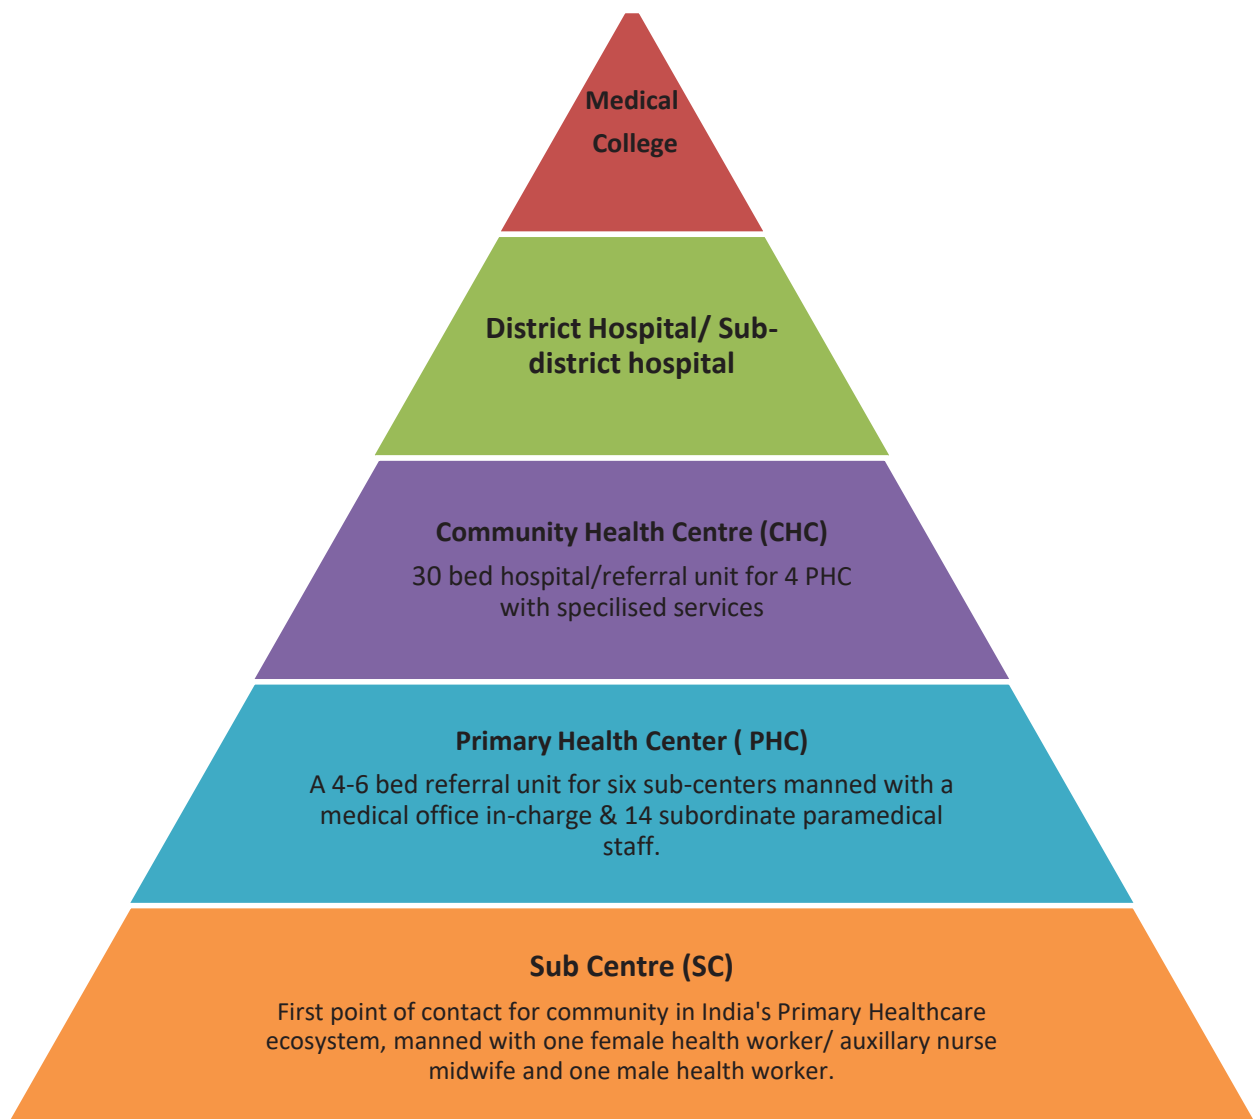 Medical
College
District Hospital/ Sub-
district hospital
Community Health Centre (CHC)
30 bed hospital/referral unit for 4 PHC
with specilised services
Primary Health Center ( PHC)
A 4-6 bed referral unit for six sub-centers manned with a
medical office in-charge & 14 subordinate paramedical
staff.
Sub Centre (SC)
First point of contact for community in India's Primary Healthcare
ecosystem, manned with one female health worker/ auxillary nurse
midwife and one male health worker.